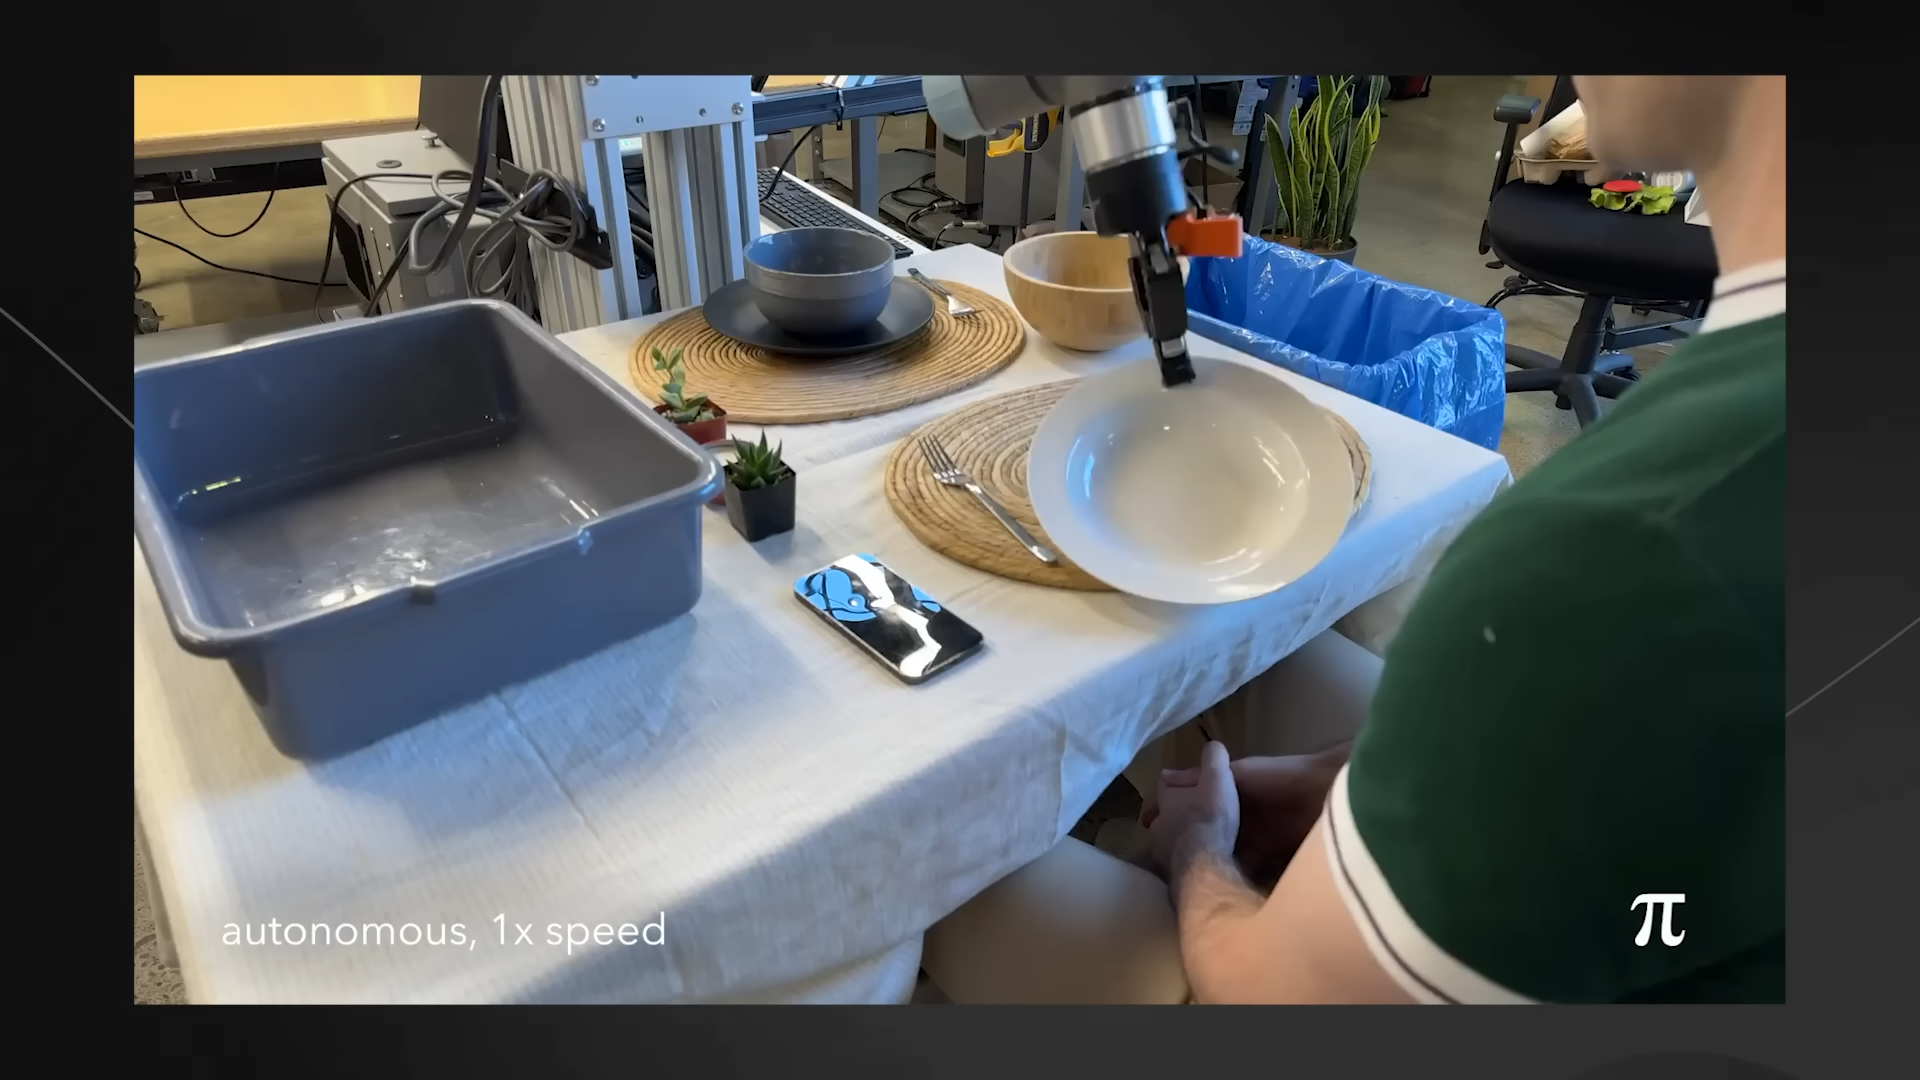 autonomous, 1x speed
π